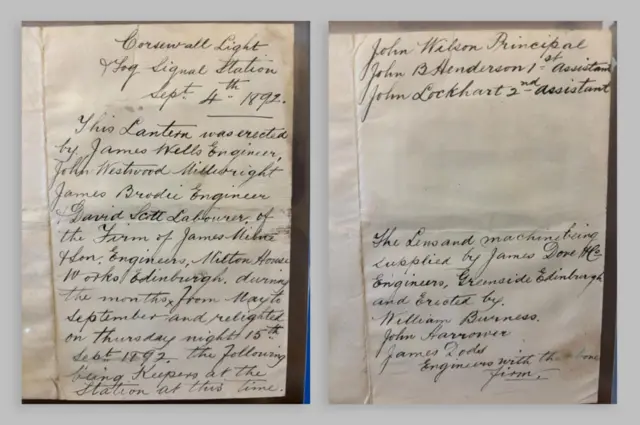 Corsewall Light
& Fog Signal Station
Sept. 4th 1892.
This Lantern was erected
by James Wells Engineer,
John Westwood Millwright
James Brodie Engineer
& David Scott Labourer, of
the Firm of James Milne
& Son, Engineers, Milton House
Works Edinburgh, during
the months from May to
September and relighted
on thursday night 15th
Sept 1892. the following
being Keepers at the
Station at this time.
John Wilson Principal
John B Henderson 1st assistant
John Lockhart 2nd assistant
The Lens and machine being
supplied by James Dove & Co
Engineers, Greenside Edinburgh
and Erected by.
William Burness.
John Harrower
James Dods
Engineers with the
firm.